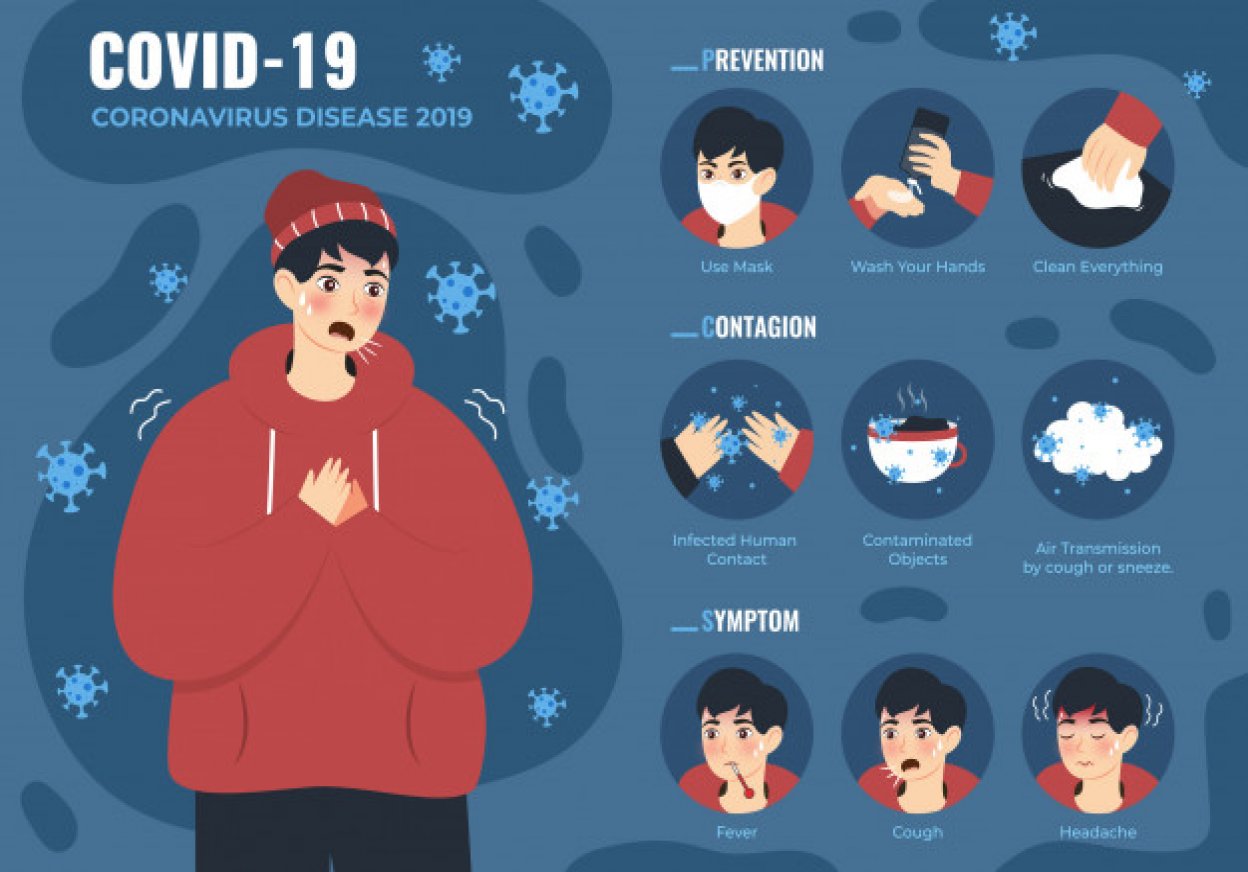 COVID-19
CORONAVIRUS DISEASE 2019
PREVENTION
Use Mask
Wash Your Hands
Clean Everything
CONTAGION
Infected Human
Contact
Contaminated
Objects
Air Transmission
by cough or sneeze.
SYMPTOM
Fever
Cough
Headache